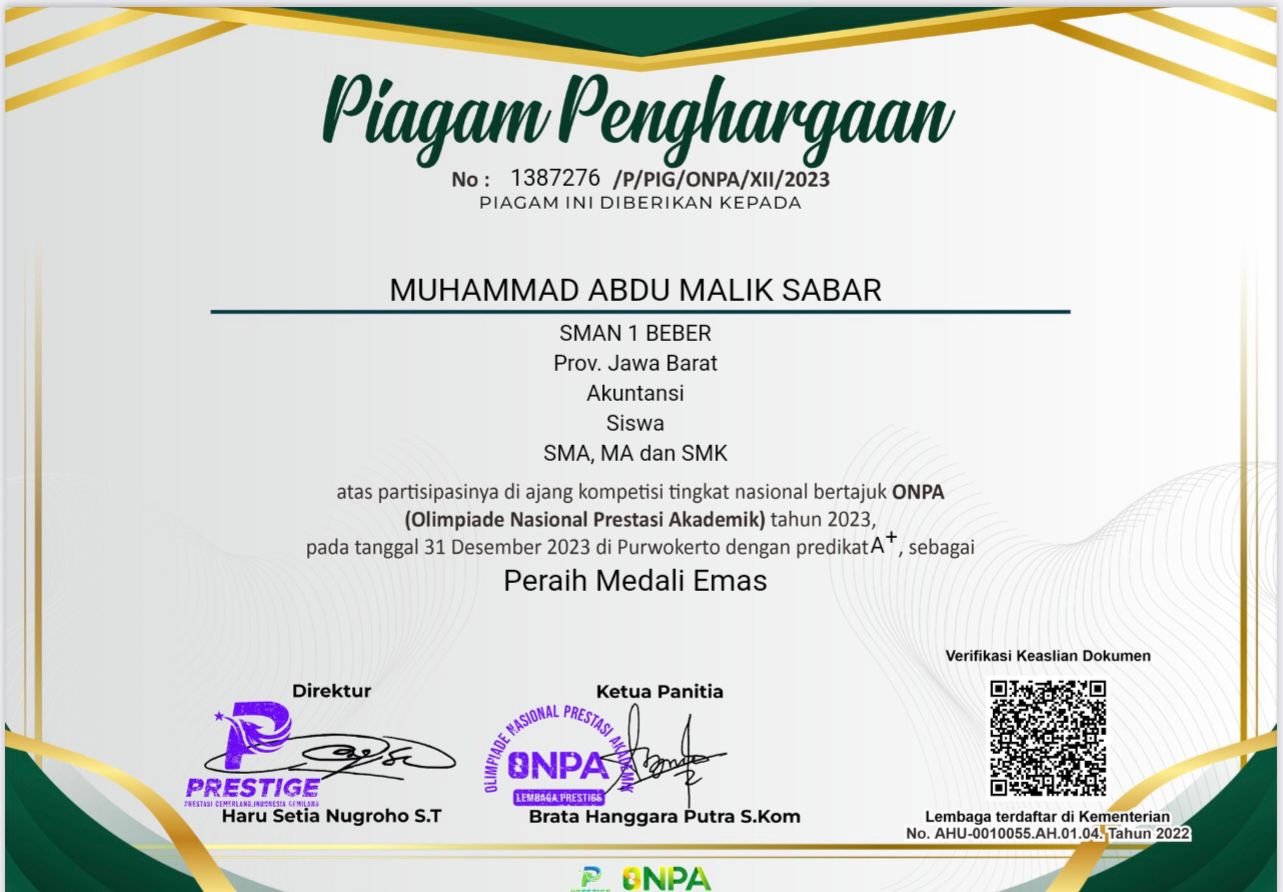 Piagam Penghargaan
No : 1387276 /P/PIG/ONPA/XII/2023
PIAGAM INI DIBERIKAN KEPADA
MUHAMMAD ABDU MALIK SABAR
SMAN 1 BEBER
Prov. Jawa Barat
Akuntansi
Siswa
SMA, MA dan SMK
atas partisipasinya di ajang kompetisi tingkat nasional bertajuk ONPA
(Olimpiade Nasional Prestasi Akademik) tahun 2023,
pada tanggal 31 Desember 2023 di Purwokerto dengan predikat A+, sebagai
Peraih Medali Emas
Direktur
PRESTIGE
PRESTASI CEMERLANG,INDONESIA GEMILANG
Haru Setia Nugroho S.T
Ketua Panitia
OLIMPIADE NASIONAL PRESTASI AKADEMIK
ONPA
LEMBAGA PRESTIGE
Brata Hanggara Putra S.Kom
Verifikasi Keaslian Dokumen
Lembaga terdaftar di Kementerian
No. AHU-0010055.AH.01.04. Tahun 2022
PRESTIGE ONPA